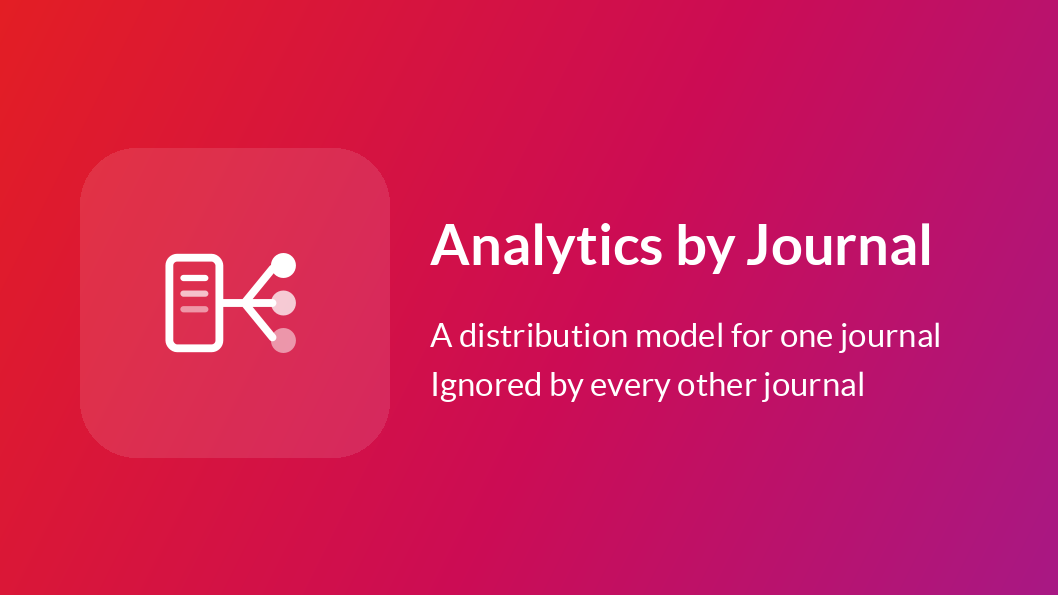 Analytics by Journal
A distribution model for one journal
Ignored by every other journal